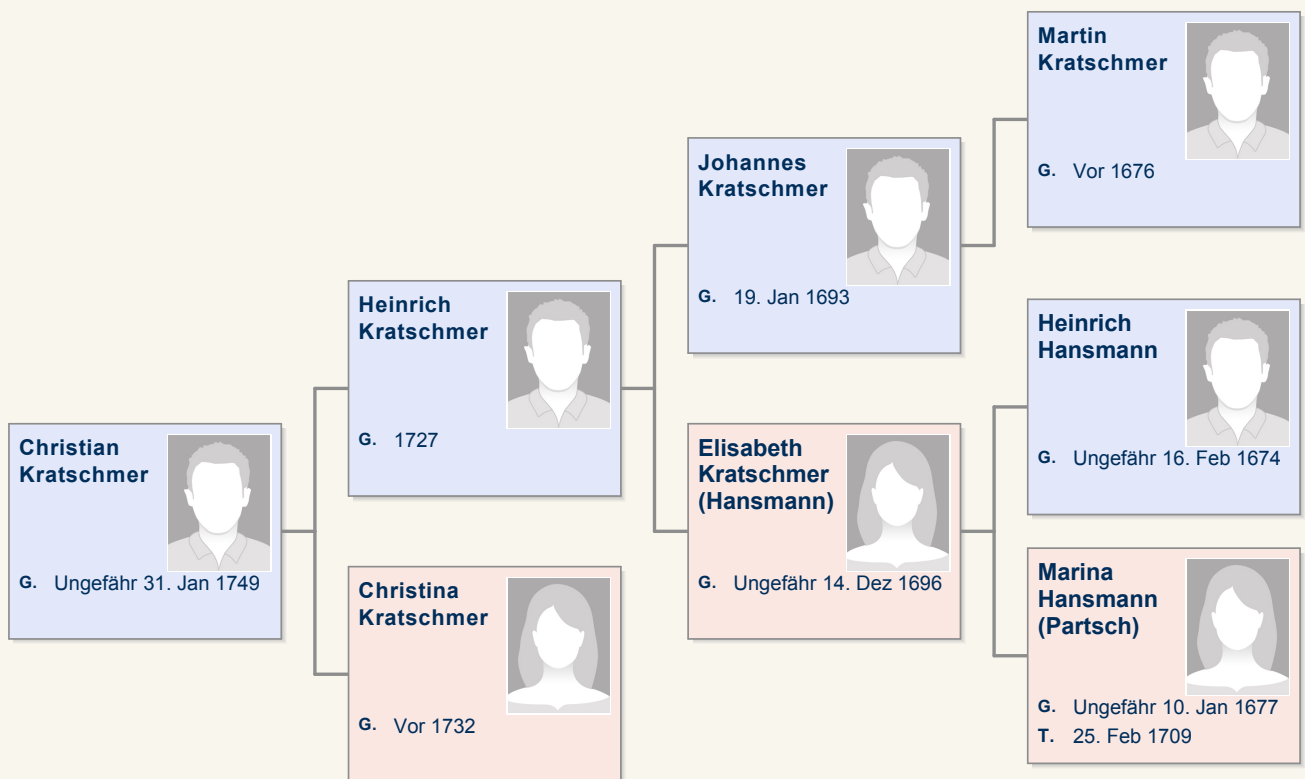 Christian
Kratschmer
G. Ungefähr 31. Jan 1749
Heinrich
Kratschmer
G. 1727
Christina
Kratschmer
G. Vor 1732
Johannes
Kratschmer
G. 19. Jan 1693
Elisabeth
Kratschmer
(Hansmann)
G. Ungefähr 14. Dez 1696
Martin
Kratschmer
G. Vor 1676
Heinrich
Hansmann
G. Ungefähr 16. Feb 1674
Marina
Hansmann
(Partsch)
G. Ungefähr 10. Jan 1677
T. 25. Feb 1709